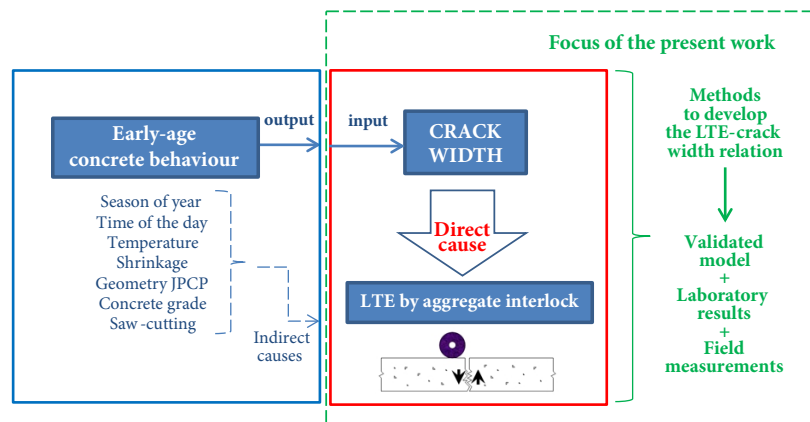 Focus of the present work
Early-age
concrete behaviour
output
input
CRACK
WIDTH
Season of year
Time of the day
Temperature
Shrinkage
Geometry JPCP
Concrete grade
Saw-cutting
Indirect
causes
Direct
cause
LTE by aggregate interlock
Methods
to develop
the LTE-crack
width relation
Validated
model
+
Laboratory
results
+
Field
measurements